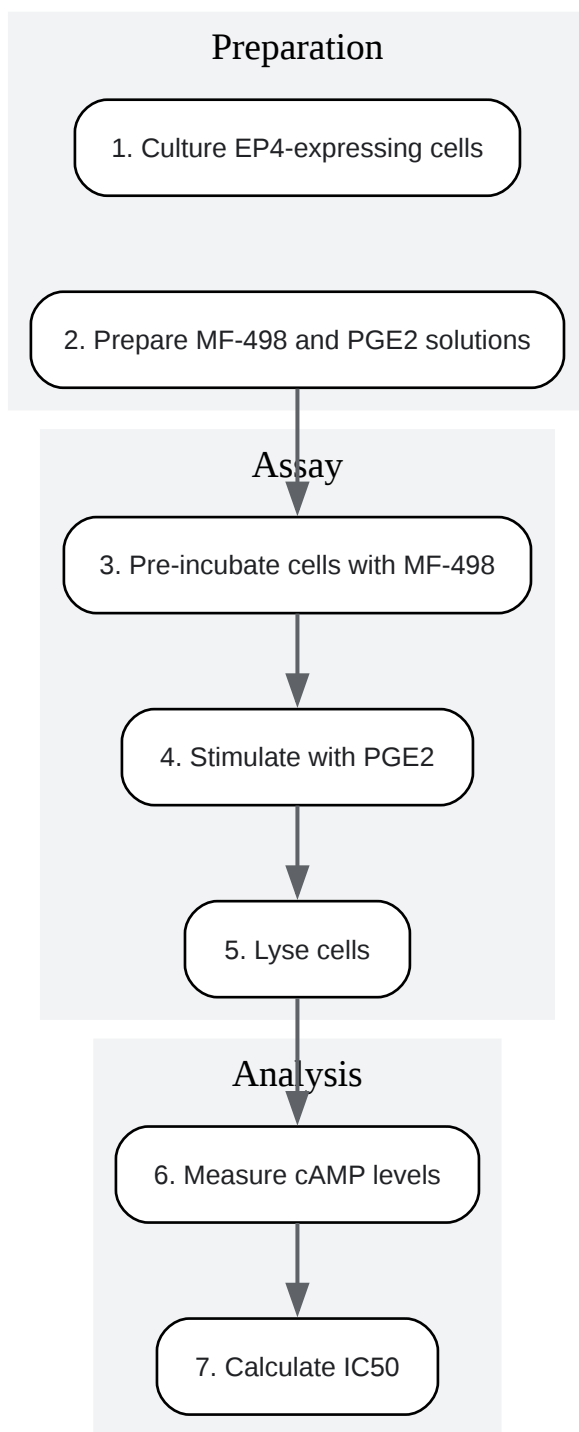 Preparation
1. Culture EP4-expressing cells
2. Prepare MF-498 and PGE2 solutions
Assay
3. Pre-incubate cells with MF-498
4. Stimulate with PGE2
5. Lyse cells
Analysis
6. Measure cAMP levels
7. Calculate IC50